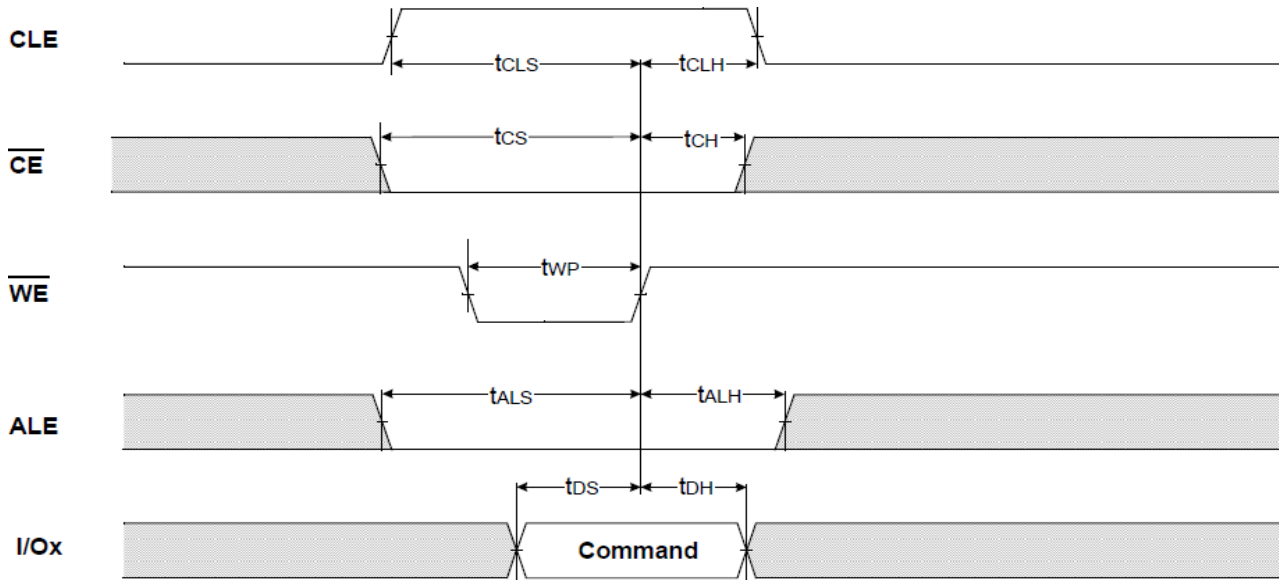 CLE
tCLS tCLH
CE
tCS tCH
WE
tWP
ALE
tALS tALH
I/Ox
tDS tDH
Command